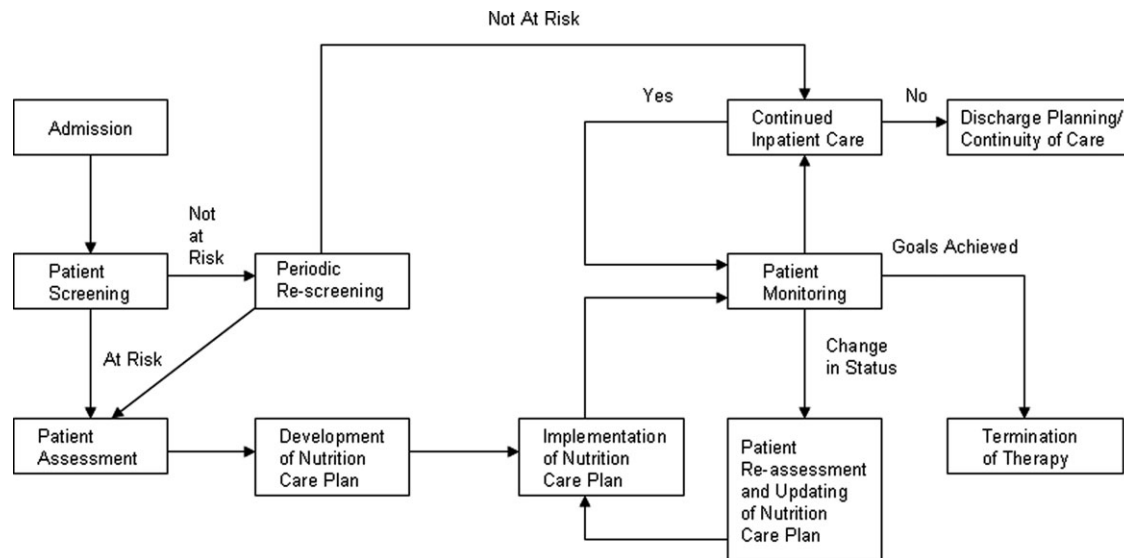 Not At Risk
Admission
Yes
Continued
Inpatient Care
No
Discharge Planning/
Continuity of Care
Patient
Screening
Not
at
Risk
Periodic
Re-screening
Patient
Monitoring
Goals Achieved
At Risk
Change
in Status
Patient
Assessment
Development
of Nutrition
Care Plan
Implementation
of Nutrition
Care Plan
Patient
Re-assessment
and Updating
of Nutrition
Care Plan
Termination
of Therapy